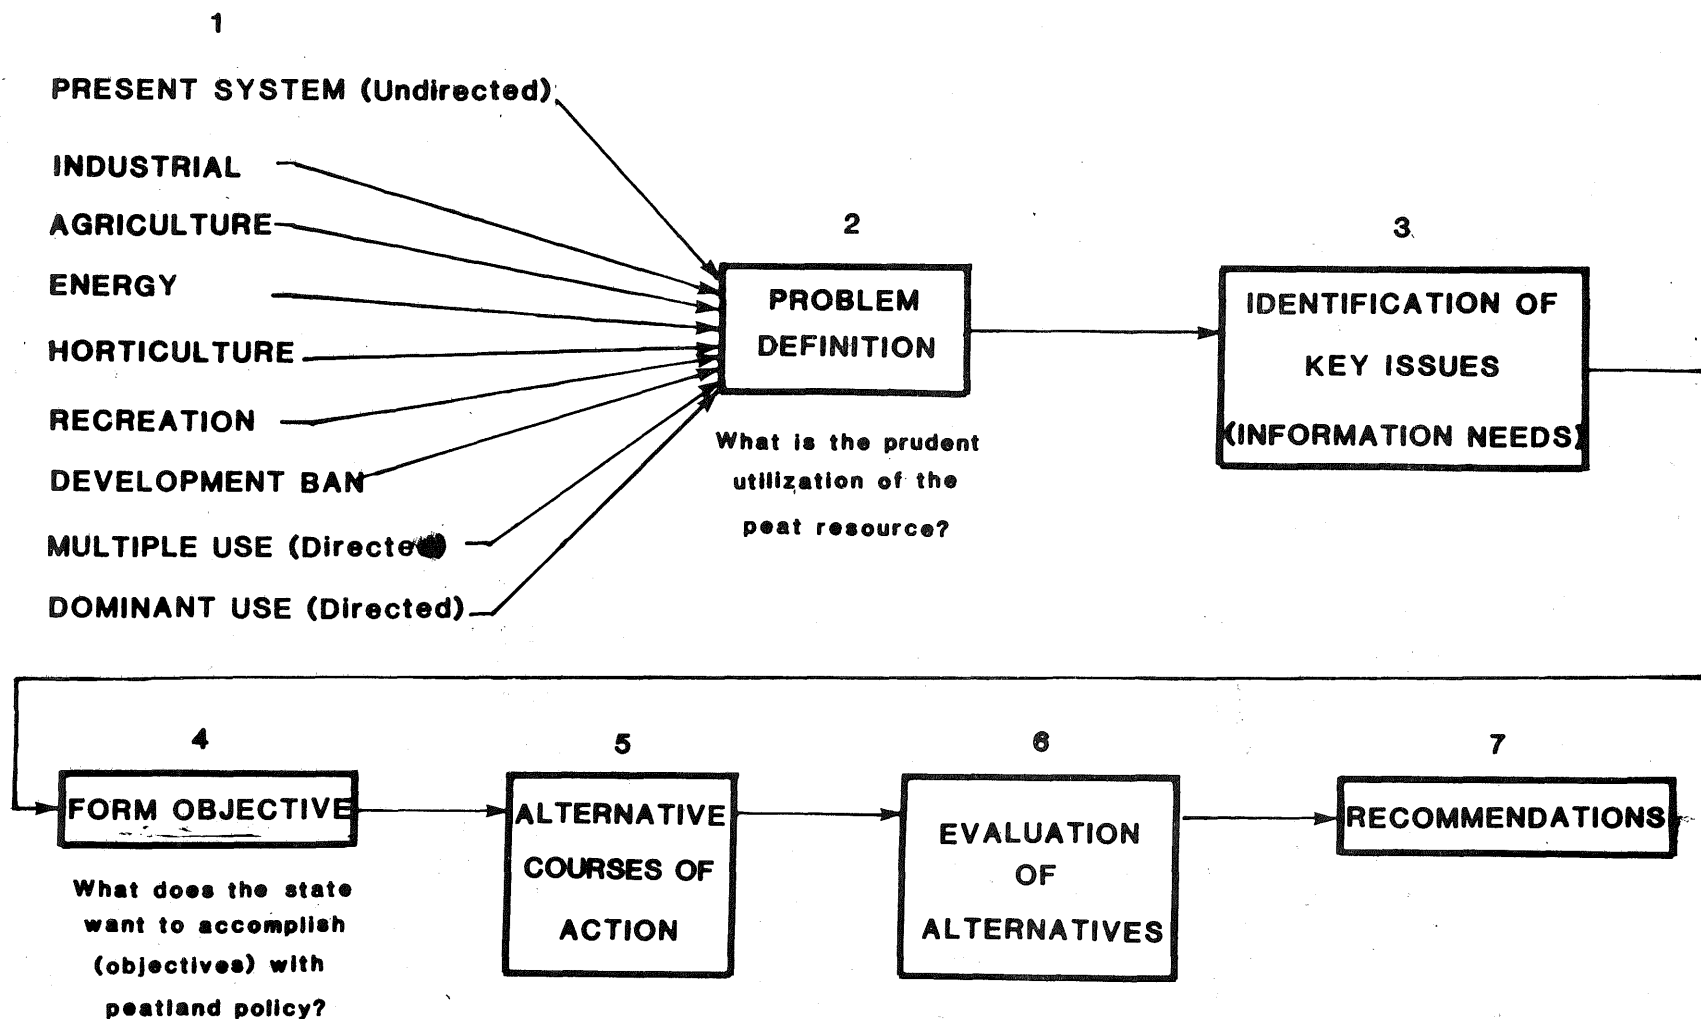 1
PRESENT SYSTEM (Undirected)
INDUSTRIAL
AGRICULTURE
ENERGY
HORTICULTURE
RECREATION
DEVELOPMENT BAN
MULTIPLE USE (Directe
DOMINANT USE (Directed)
2
PROBLEM
DEFINITION
What is the prudent
utilization of the
peat resource?
3
IDENTIFICATION OF
KEY ISSUES
(INFORMATION NEEDS)
4
FORM OBJECTIVE
What does the state
want to accomplish
(objectives) with
peatland policy?
5
ALTERNATIVE
COURSES OF
ACTION
6
EVALUATION
OF
ALTERNATIVES
7
RECOMMENDATIONS